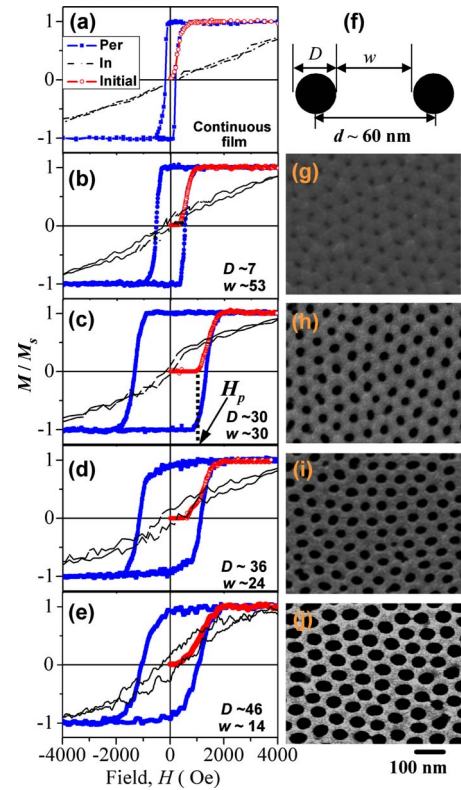 (a)
Per
In
Initial
Continuous
film
(b)
D ~7
w ~53
(c)
Hp
D ~30
w ~30
(d)
D ~ 36
w ~24
(e)
D ~46
w ~ 14
1
0
-1
1
0
-1
1
0
-1
1
0
-1
1
0
-1
M / Ms
-4000 -2000 0 2000 4000
Field, H ( Oe)
(f)
D
w
d ~ 60 nm
(g)
(h)
(i)
(j)
100 nm